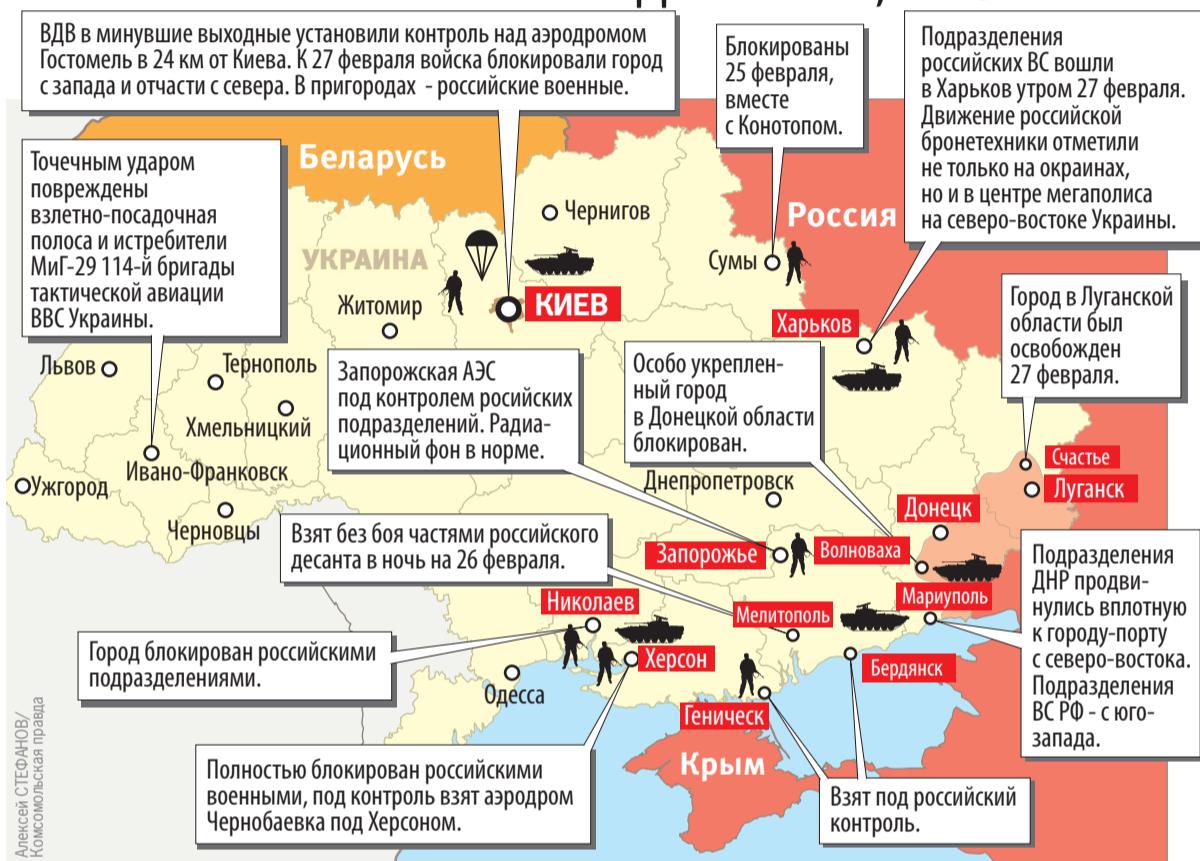 ВДВ в минувшие выходные установили контроль над аэродромом
Гостомель в 24 км от Киева. К 27 февраля войска блокировали город
с запада и отчасти с севера. В пригородах - российские военные.
Блокированы
25 февраля,
вместе
с Конотопом.
Подразделения
российских ВС вошли
в Харьков утром 27 февраля.
Движение российской
бронетехники отметили
не только на окраинах,
но и в центре мегаполиса
на северо-востоке Украины.
Точечным ударом
повреждены
взлетно-посадочная
полоса и истребители
МиГ-29 114-й бригады
тактической авиации
ВВС Украины.
Беларусь
Россия
УКРАИНА
Чернигов
Сумы
КИЕВ
Житомир
Харьков
Город в Луганской
области был
освобожден
27 февраля.
Львов
Тернополь
Хмельницкий
Ивано-Франковск
Ужгород
Черновцы
Запорожская АЭС
под контролем росийских
подразделений. Радиа-
ционный фон в норме.
Особо укреплен-
ный город
в Донецкой области
блокирован.
Днепропетровск
Счастье
Луганск
Донецк
Взят без боя частями российского
десанта в ночь на 26 февраля.
Запорожье
Волноваха
Мариуполь
Подразделения
ДНР продви-
нулись вплотную
к городу-порту
с северо-востока.
Подразделения
ВС РФ - с юго-
запада.
Николаев
Мелитополь
Город блокирован российскими
подразделениями.
Херсон
Бердянск
Одесса
Геническ
Крым
Полностью блокирован российскими
военными, под контроль взят аэродром
Чернобаевка под Херсоном.
Взят под российский
контроль.
Алексей СТЕФАНОВ/
Комсомольская правда